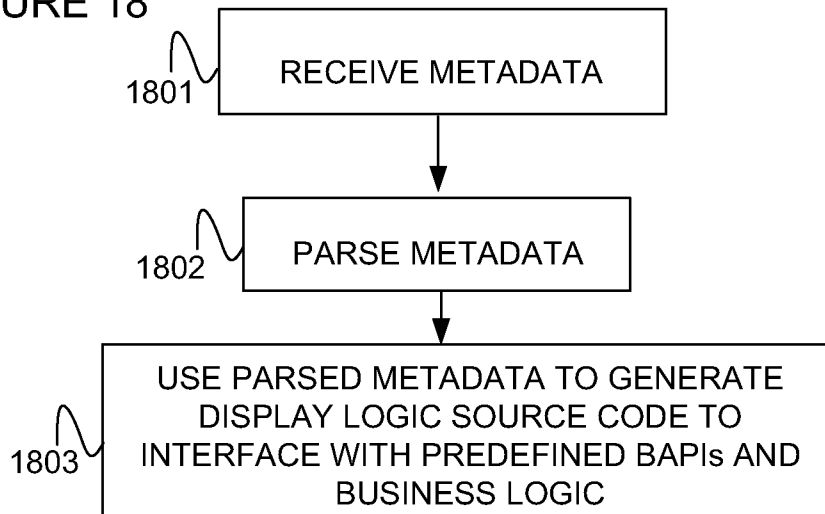 URE 18
RECEIVE METADATA
1801
PARSE METADATA
1802
USE PARSED METADATA TO GENERATE
DISPLAY LOGIC SOURCE CODE TO
INTERFACE WITH PREDEFINED BAPIs AND
BUSINESS LOGIC
1803